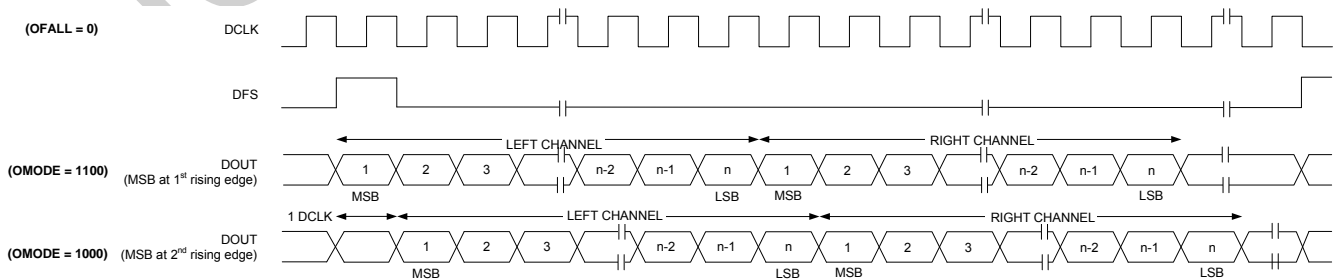 (OFALL = 0) DCLK
DFS
LEFT CHANNEL RIGHT CHANNEL
(OMODE = 1100) DOUT 1 2 3 n-2 n-1 n 1 2 3 n-2 n-1 n
(MSB at 1st rising edge)
MSB LSB MSB LSB
1 DCLK LEFT CHANNEL RIGHT CHANNEL
(OMODE = 1000) DOUT 1 2 3 n-2 n-1 n 1 2 3 n-2 n-1 n
(MSB at 2nd rising edge)
MSB LSB MSB LSB